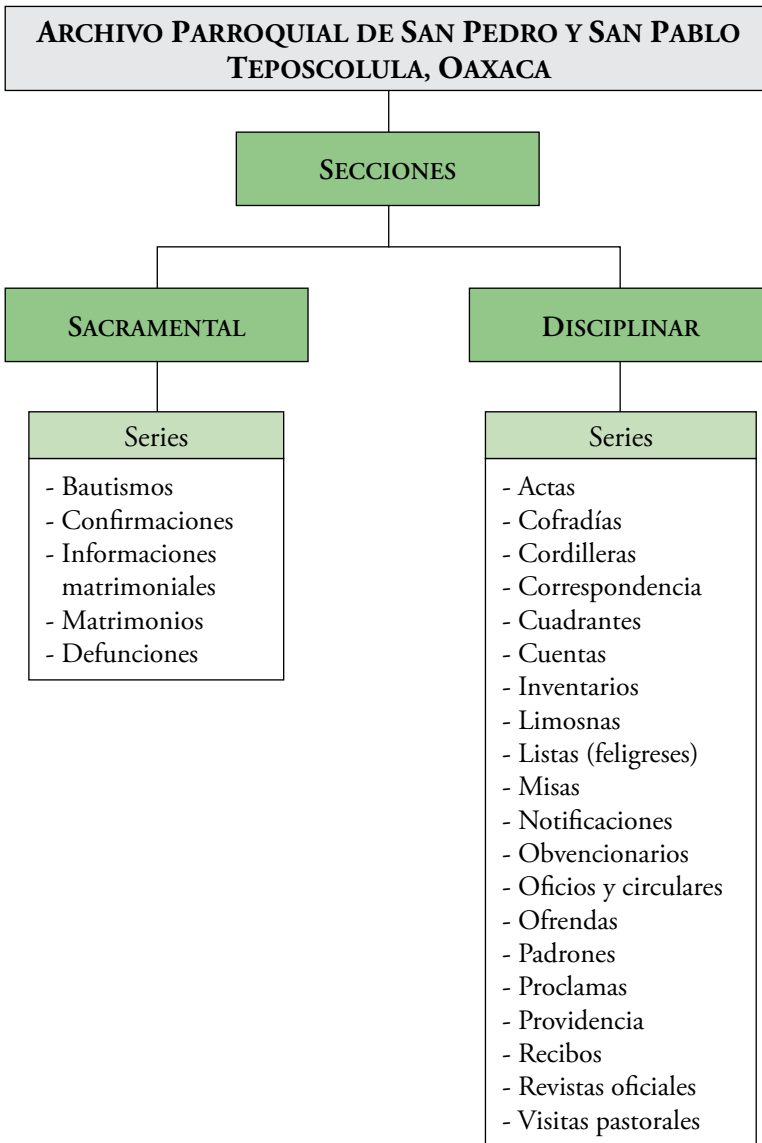 ARCHIVO PARROQUIAL DE SAN PEDRO Y SAN PABLO
TEPOSCOLULA, OAXACA
SECCIONES
SACRAMENTAL
Series
- Bautismos
- Confirmaciones
- Informaciones
matrimoniales
- Matrimonios
- Defunciones
DISCIPLINAR
Series
- Actas
- Cofradías
- Cordilleras
- Correspondencia
- Cuadrantes
- Cuentas
- Inventarios
- Limosnas
- Listas (feligreses)
- Misas
- Notificaciones
- Obvencionarios
- Oficios y circulares
- Ofrendas
- Padrones
- Proclamas
- Providencia
- Recibos
- Revistas oficiales
- Visitas pastorales